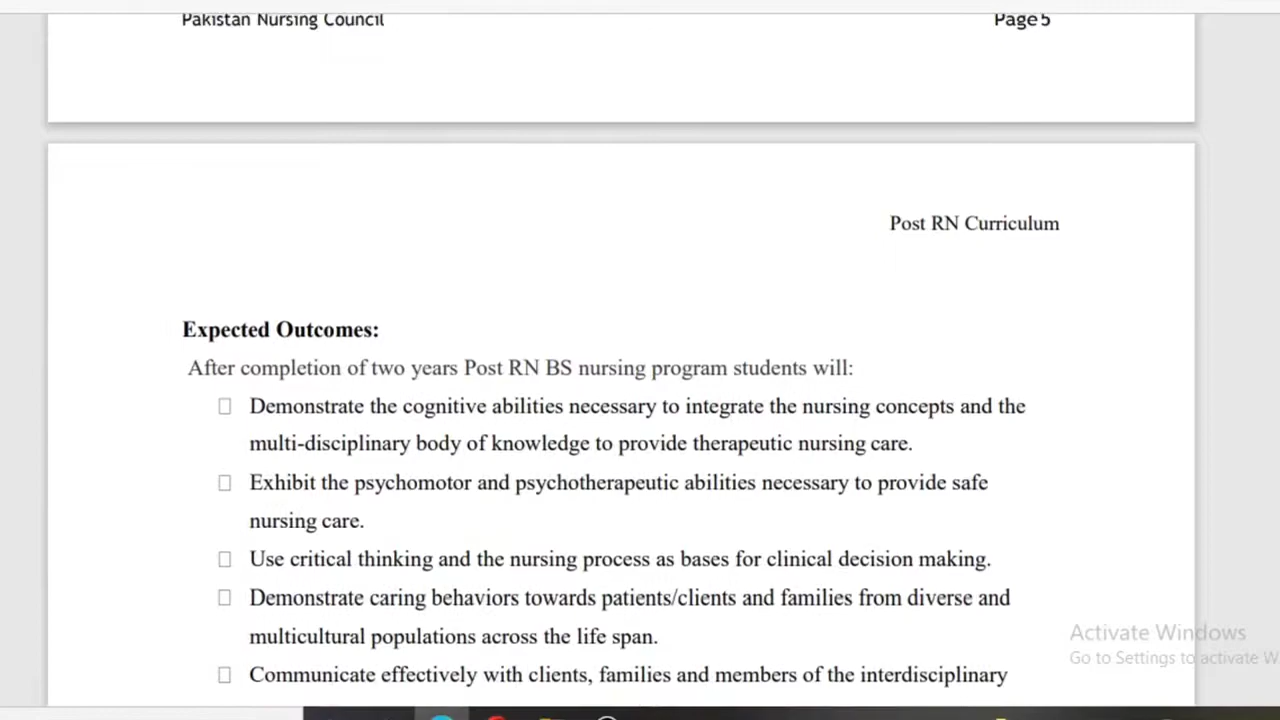 Pakistan Nursing Council Page5
Post RN Curriculum
Expected Outcomes:
After completion of two years Post RN BS nursing program students will:
Demonstrate the cognitive abilities necessary to integrate the nursing concepts and the
multi-disciplinary body of knowledge to provide therapeutic nursing care.
Exhibit the psychomotor and psychotherapeutic abilities necessary to provide safe
nursing care.
Use critical thinking and the nursing process as bases for clinical decision making.
Demonstrate caring behaviors towards patients/clients and families from diverse and
multicultural populations across the life span.
Communicate effectively with clients, families and members of the interdisciplinary
Activate Windows
Go to Settings to activate W